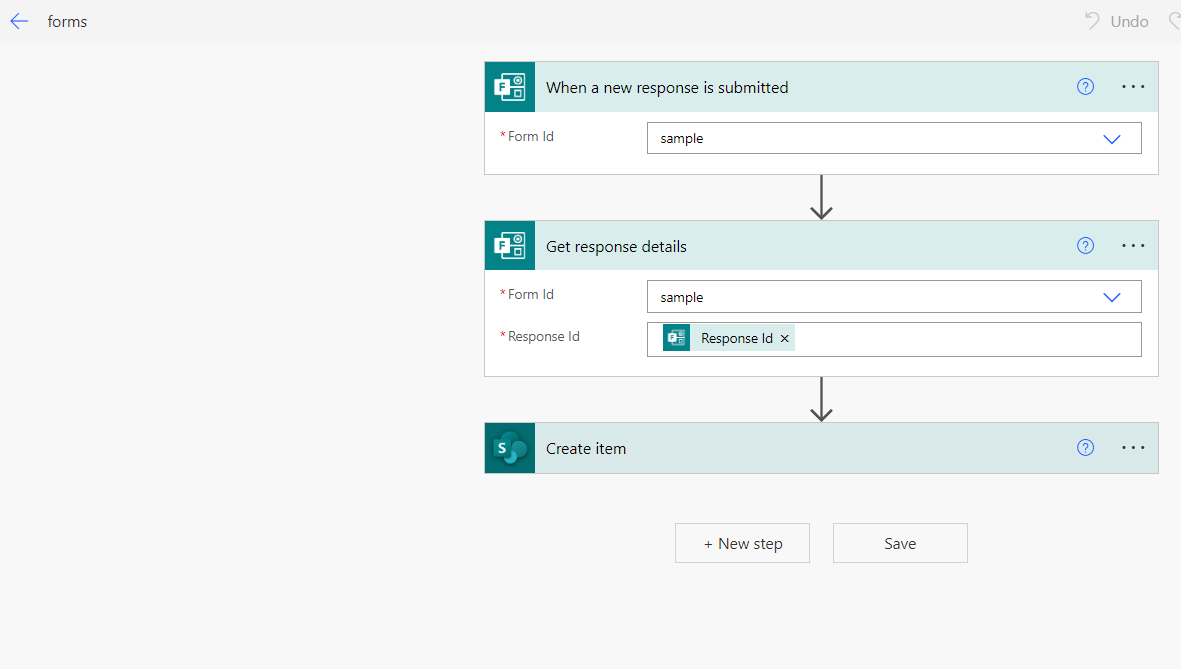 forms
Undo
When a new response is submitted
* Form Id
sample
Get response details
* Form Id
sample
* Response Id
Response Id ×
Create item
+ New step
Save